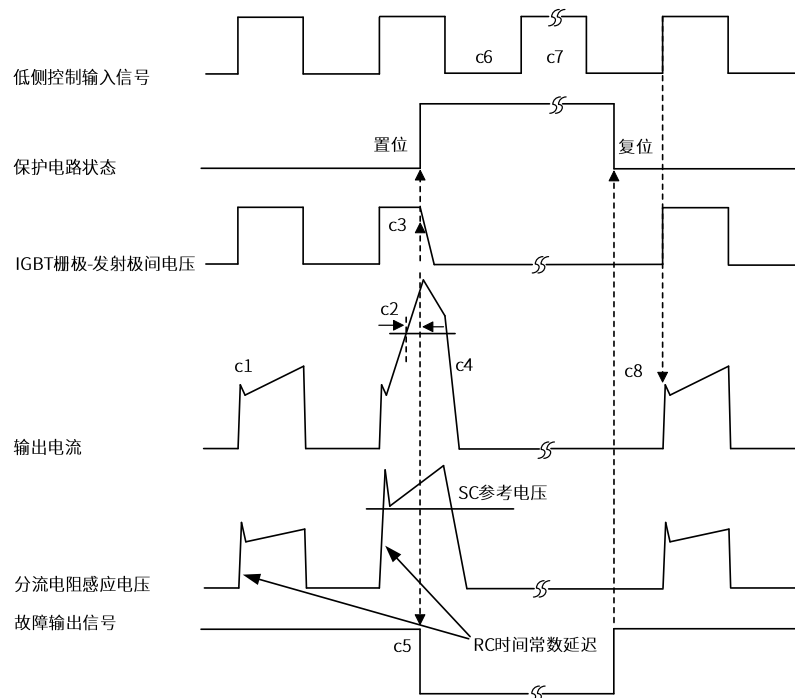 c6
c7
低侧控制输入信号
置位
复位
保护电路状态
c3
IGBT栅极-发射极间电压
c2
c1
c4
c8
输出电流
SC参考电压
分流电阻感应电压
故障输出信号
c5
RC时间常数延迟